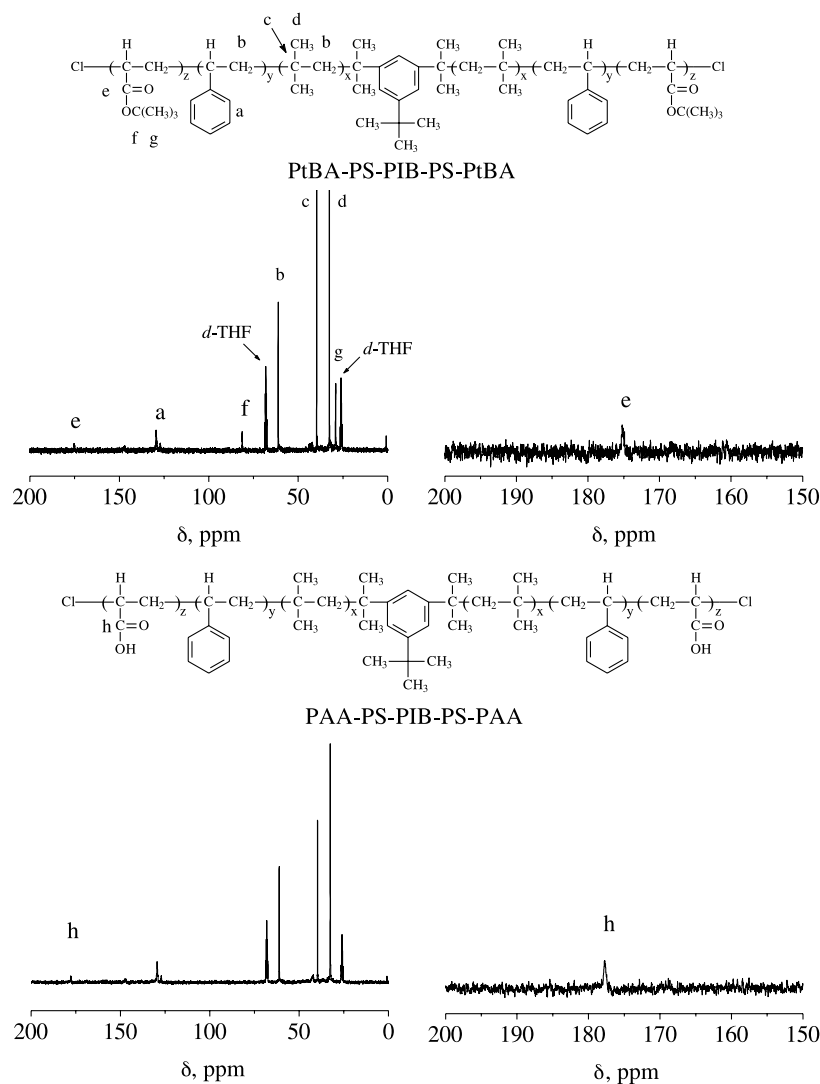 c d
H H b CH₃ b CH₃ CH₃ CH₃ H H
Cl ( C CH₂ )z ( C CH₂ )y ( C CH₂ )x C C ( CH₂ C )x ( CH₂ C )y ( CH₂ C )z Cl
e C=O CH₃ CH₃ CH₃ CH₃ C=O
OC(CH₃)₃ a OC(CH₃)₃
f g CH₃ C CH₃
CH₃
PtBA-PS-PIB-PS-PtBA
c d
b
d-THF g d-THF
e a f
200 150 100 50 0
δ, ppm
e
200 190 180 170 160 150
δ, ppm
H H CH₃ CH₃ CH₃ CH₃ H H
Cl ( C CH₂ )z ( C CH₂ )y ( C CH₂ )x C C ( CH₂ C )x ( CH₂ C )y ( CH₂ C )z Cl
h C=O CH₃ CH₃ CH₃ CH₃ C=O
OH OH
CH₃ C CH₃
CH₃
PAA-PS-PIB-PS-PAA
h
200 150 100 50 0
δ, ppm
h
200 190 180 170 160 150
δ, ppm